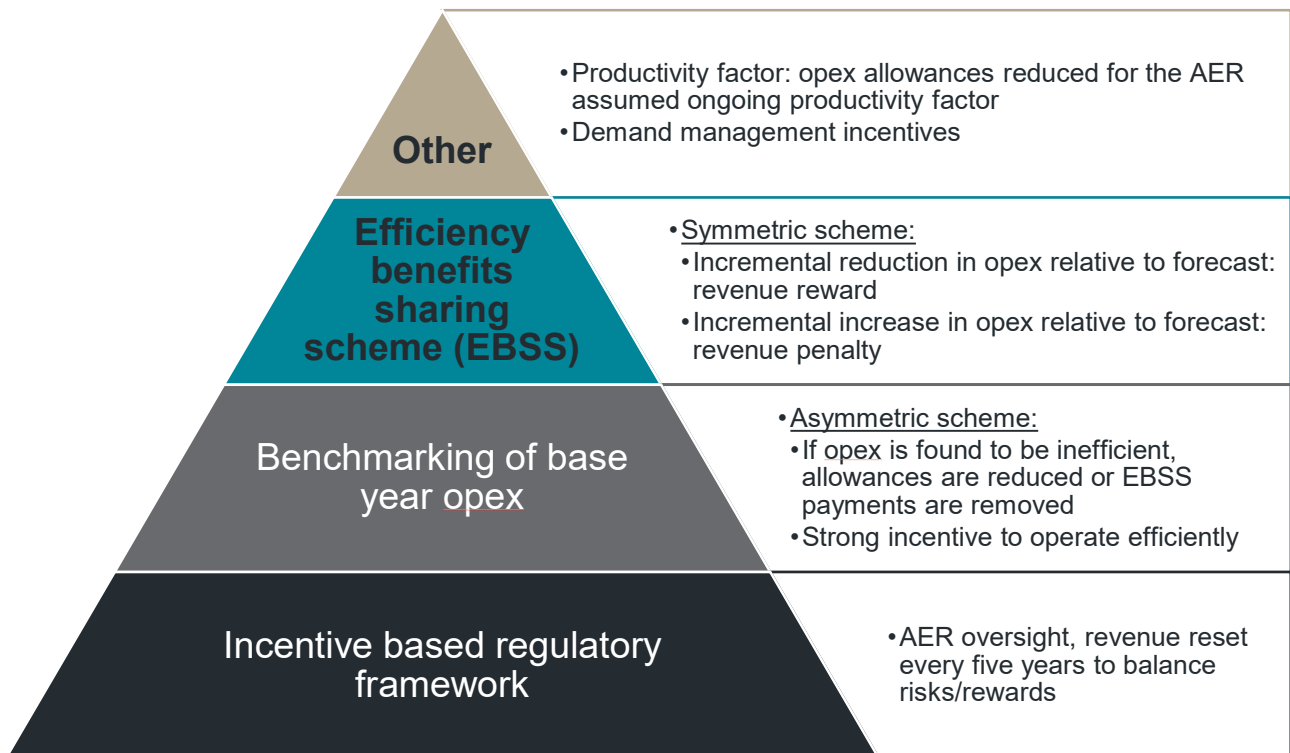 Other
•Productivity factor: opex allowances reduced for the AER
assumed ongoing productivity factor
•Demand management incentives
Efficiency
benefits
sharing
scheme (EBSS)
•Symmetric scheme:
•Incremental reduction in opex relative to forecast:
revenue reward
•Incremental increase in opex relative to forecast:
revenue penalty
Benchmarking of base
year opex
•Asymmetric scheme:
•If opex is found to be inefficient,
allowances are reduced or EBSS
payments are removed
•Strong incentive to operate efficiently
Incentive based regulatory
framework
•AER oversight, revenue reset
every five years to balance
risks/rewards